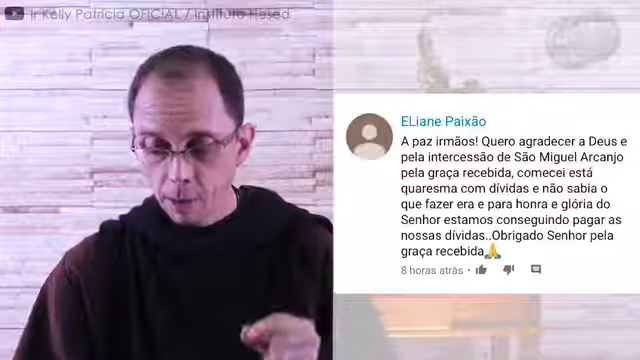 Ir Kelly Patrícia OFICIAL / Instituto Hesed
ELiane Paixão
A paz irmãos! Quero agradecer a Deus e
pela intercessão de São Miguel Arcanjo
pela graça recebida, comecei está
quaresma com dívidas e não sabia o
que fazer era e para honra e glória do
Senhor estamos conseguindo pagar as
nossas dívidas..Obrigado Senhor pela
graça recebida🙏
8 horas atrás •